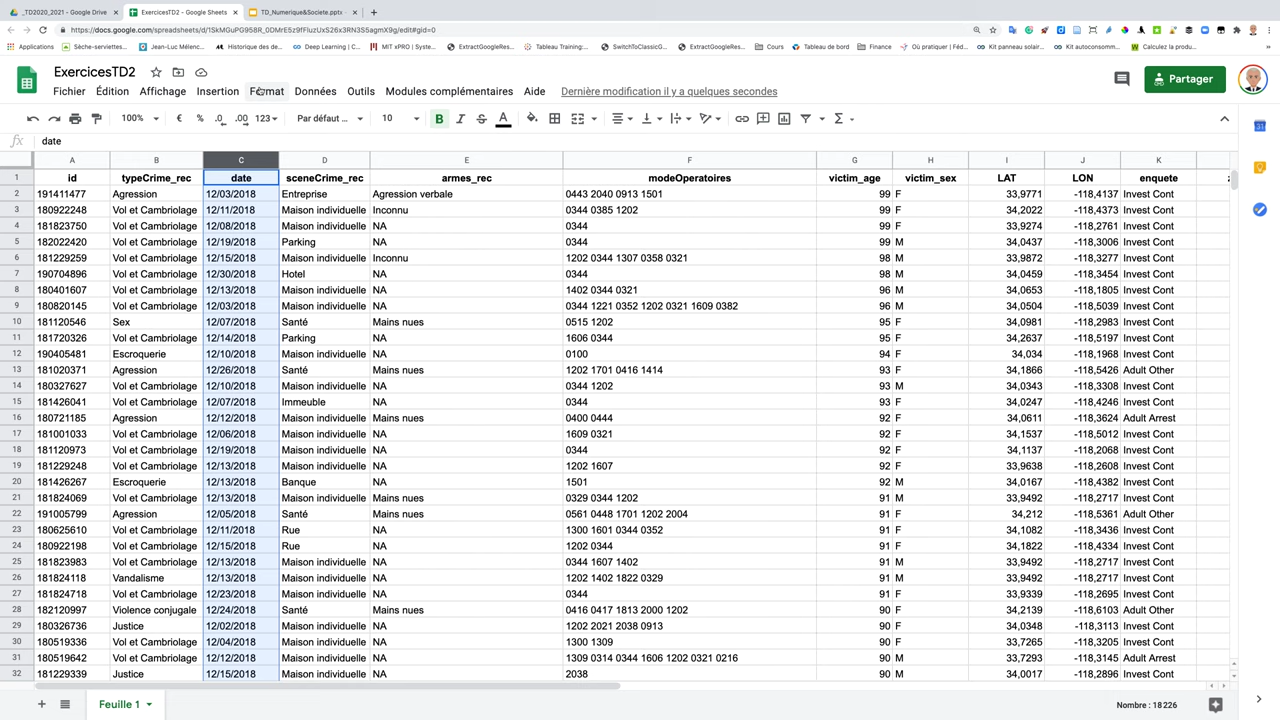 _TD2020_2021 - Google Drive
ExercicesTD2 - Google Sheets
TD_Numerique&Societe.pptx -
https://docs.google.com/spreadsheets/d/
Applications Sèche-serviettes... Jean-Luc Mélenc... Historique des de... Deep Learning | C... MIT xPRO | Syste... ExtractGoogleRes... Tableau Training:... SwitchToClassicG... ExtractGoogleRes... Cours Tableau de bord Finance Où pratiquer | Féd... Kit panneau solair... Kit autoconsomm... Calculez la produ...
ExercicesTD2
Partager
Fichier Édition Affichage Insertion Format Données Outils Modules complémentaires Aide Dernière modification il y a quelques secondes
100% € % .0 .00 123 Par défaut ... 10 B I S A Σ
fx date
A B C D E F G H I J K
1 id typeCrime_rec date sceneCrime_rec armes_rec modeOperatoires victim_age victim_sex LAT LON enquete
2 191411477 Agression 12/03/2018 Entreprise Agression verbale 0443 2040 0913 1501 99 F 33,9771 -118,4137 Invest Cont
3 180922248 Vol et Cambriolage 12/11/2018 Maison individuelle Inconnu 0344 0385 1202 99 F 34,2022 -118,4373 Invest Cont
4 181823750 Vol et Cambriolage 12/08/2018 Maison individuelle NA 0344 99 F 33,9274 -118,2761 Invest Cont
5 182022420 Vol et Cambriolage 12/19/2018 Parking NA 0344 99 M 34,0437 -118,3006 Invest Cont
6 181229259 Vol et Cambriolage 12/15/2018 Maison individuelle Inconnu 1202 0344 1307 0358 0321 98 M 33,9872 -118,3277 Invest Cont
7 190704896 Vol et Cambriolage 12/30/2018 Hotel NA 0344 98 M 34,0459 -118,3454 Invest Cont
8 180401607 Vol et Cambriolage 12/13/2018 Maison individuelle NA 1402 0344 0321 96 M 34,0653 -118,1805 Invest Cont
9 180820145 Vol et Cambriolage 12/03/2018 Maison individuelle NA 0344 1221 0352 1202 0321 1609 0382 96 M 34,0504 -118,5039 Invest Cont
10 181120546 Sex 12/07/2018 Santé Mains nues 0515 1202 95 F 34,0981 -118,2983 Invest Cont
11 181720326 Vol et Cambriolage 12/14/2018 Parking NA 1606 0344 95 F 34,2637 -118,5197 Invest Cont
12 190405481 Escroquerie 12/10/2018 Maison individuelle NA 0100 94 F 34,034 -118,1968 Invest Cont
13 181020371 Agression 12/26/2018 Santé Mains nues 1202 1701 0416 1414 93 F 34,1866 -118,5426 Adult Other
14 180327627 Vol et Cambriolage 12/10/2018 Maison individuelle NA 0344 1202 93 M 34,0343 -118,3308 Invest Cont
15 181426041 Vol et Cambriolage 12/07/2018 Immeuble NA 0344 93 F 34,0247 -118,4246 Invest Cont
16 180721185 Agression 12/12/2018 Maison individuelle Mains nues 0400 0444 92 F 34,0611 -118,3624 Adult Arrest
17 181001033 Vol et Cambriolage 12/06/2018 Maison individuelle NA 1609 0321 92 F 34,1537 -118,5012 Invest Cont
18 181120973 Vol et Cambriolage 12/19/2018 Maison individuelle NA 0344 92 F 34,1137 -118,2068 Invest Cont
19 181229248 Vol et Cambriolage 12/13/2018 Maison individuelle NA 1202 1607 92 F 33,9638 -118,2608 Invest Cont
20 181426267 Escroquerie 12/13/2018 Banque NA 1501 92 M 34,0167 -118,4382 Invest Cont
21 181824069 Vol et Cambriolage 12/13/2018 Maison individuelle Mains nues 0329 0344 1202 91 M 33,9492 -118,2717 Invest Cont
22 191005799 Agression 12/05/2018 Santé Mains nues 0561 0448 1701 1202 2004 91 F 34,212 -118,5361 Adult Other
23 180625610 Vol et Cambriolage 12/11/2018 Rue NA 1300 1601 0344 0352 91 F 34,1082 -118,3436 Invest Cont
24 180922198 Vol et Cambriolage 12/15/2018 Rue NA 1202 0344 91 F 34,1822 -118,4334 Invest Cont
25 181823983 Vol et Cambriolage 12/13/2018 Maison individuelle NA 0344 1607 1402 91 M 33,9492 -118,2717 Invest Cont
26 181824118 Vandalisme 12/13/2018 Maison individuelle NA 1202 1402 1822 0329 91 M 33,9492 -118,2717 Invest Cont
27 181824718 Vol et Cambriolage 12/23/2018 Maison individuelle NA 0344 91 F 33,9339 -118,2695 Invest Cont
28 182120997 Violence conjugale 12/24/2018 Santé Mains nues 0416 0417 1813 2000 1202 90 F 34,2139 -118,6103 Adult Other
29 180326736 Justice 12/02/2018 Maison individuelle NA 1202 2021 2038 0913 90 F 34,0348 -118,3113 Invest Cont
30 180519336 Vol et Cambriolage 12/04/2018 Maison individuelle NA 1300 1309 90 F 33,7265 -118,3205 Invest Cont
31 180519642 Vol et Cambriolage 12/12/2018 Maison individuelle NA 1309 0314 0344 1606 1202 0321 0216 90 M 33,7293 -118,3145 Adult Arrest
32 181229339 Justice 12/15/2018 Maison individuelle NA 2038 90 M 34,0017 -118,2896 Invest Cont
Feuille 1
Nombre : 18 226